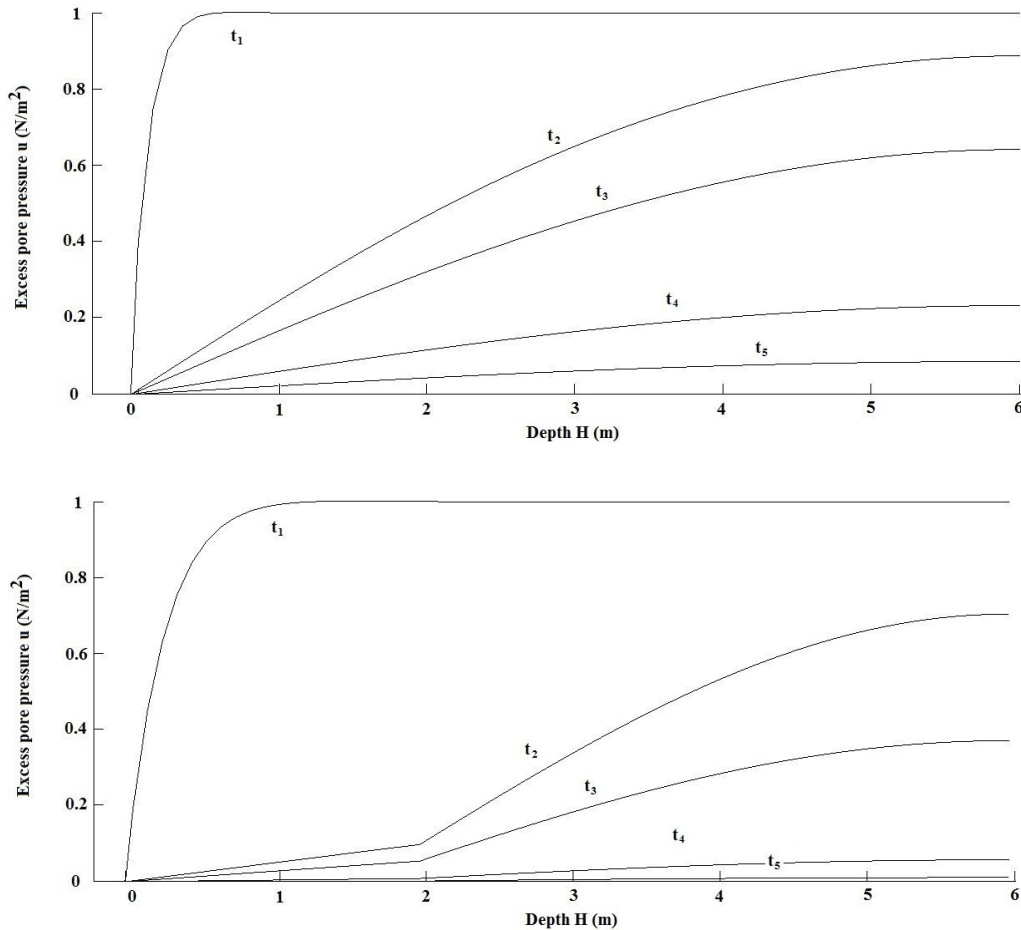 1
t₁
0.8
t₂
0.6
t₃
0.4
t₄
0.2
t₅
0
Excess pore pressure u (N/m²)
0 1 2 3 4 5 6
Depth H (m)
1
t₁
0.8
0.6
t₂
0.4
t₃
0.2
t₄
t₅
0
Excess pore pressure u (N/m²)
0 1 2 3 4 5 6
Depth H (m)